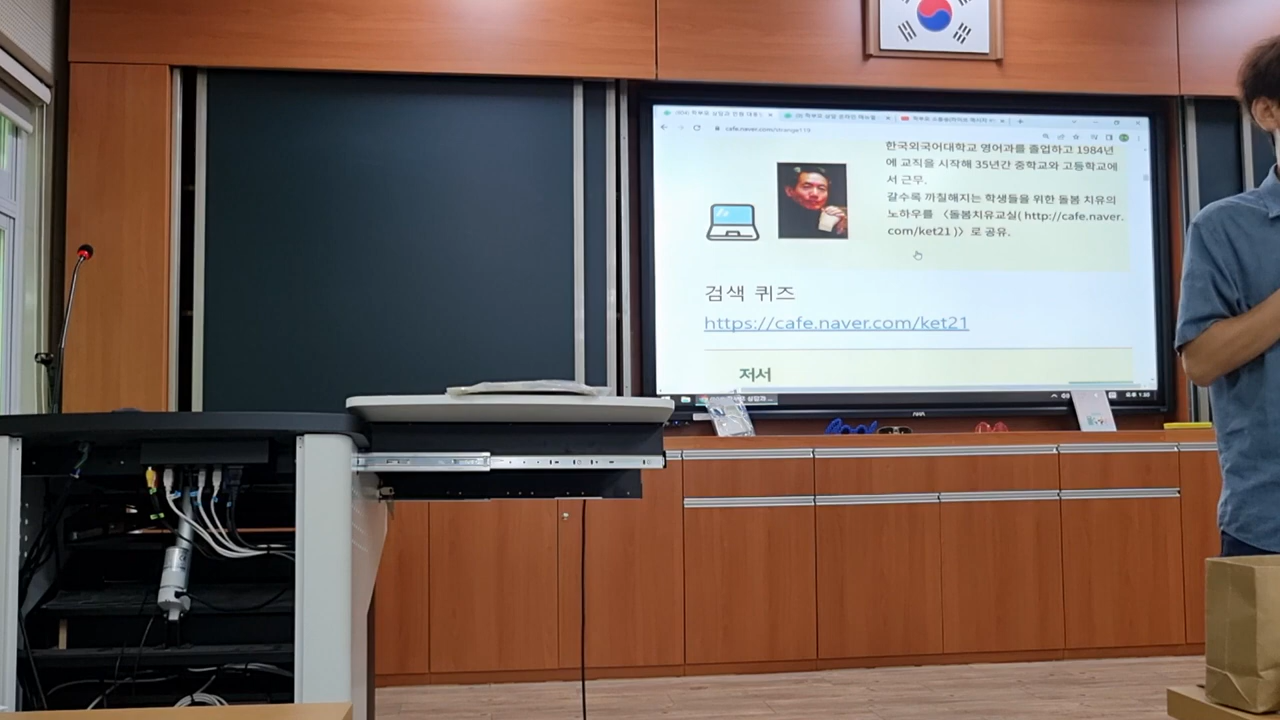 cafe.naver.com/strange119
한국외국어대학교 영어과를 졸업하고 1984년
에 교직을 시작해 35년간 중학교와 고등학교에
서 근무.
갈수록 까칠해지는 학생들을 위한 돌봄 치유의
노하우를 〈돌봄치유교실( http://cafe.naver.
com/ket21 )〉로 공유.
검색 퀴즈
https://cafe.naver.com/ket21
저서
오후 1:30